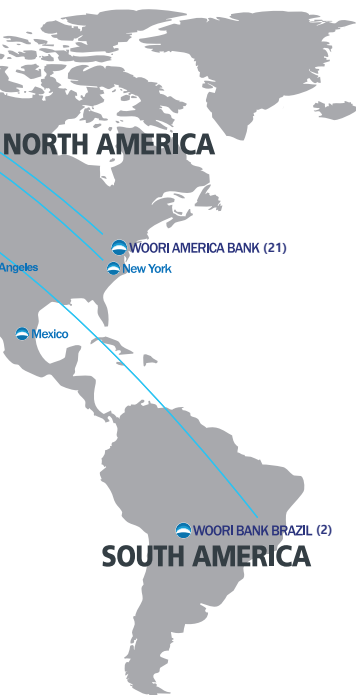 NORTH AMERICA
WOORI AMERICA BANK (21)
Angeles
New York
Mexico
WOORI BANK BRAZIL (2)
SOUTH AMERICA